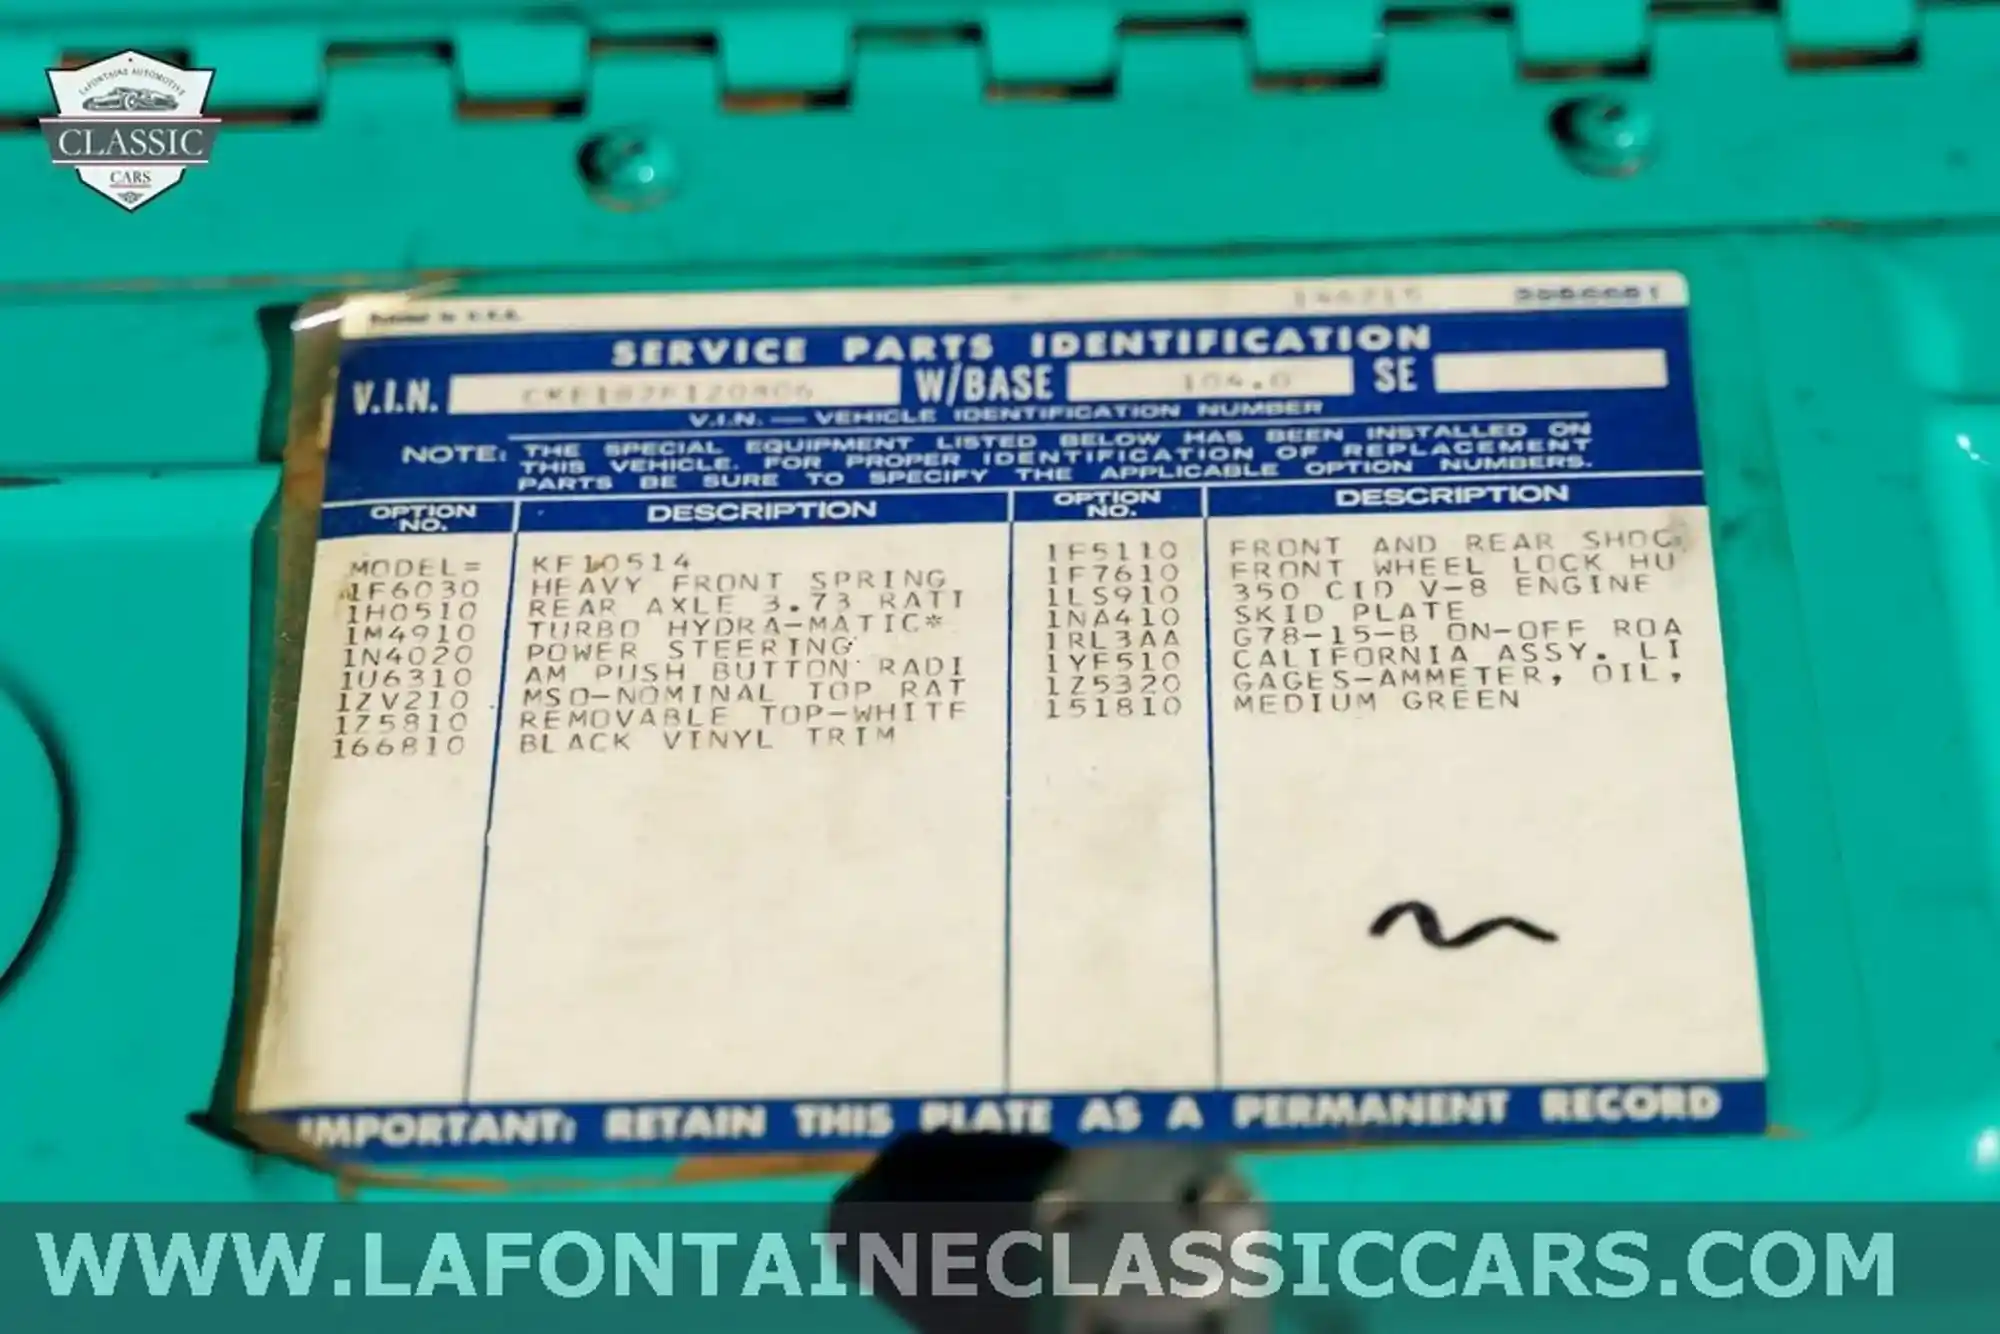 LAFONTAINE AUTOMOTIVE
CLASSIC
CARS
SERVICE PARTS IDENTIFICATION
V.I.N. W/BASE 104.0 SE
V.I.N. — VEHICLE IDENTIFICATION NUMBER
NOTE: THE SPECIAL EQUIPMENT LISTED BELOW HAS BEEN INSTALLED ON
THIS VEHICLE. FOR PROPER IDENTIFICATION OF REPLACEMENT
PARTS BE SURE TO SPECIFY THE APPLICABLE OPTION NUMBERS.
OPTION NO. DESCRIPTION OPTION NO. DESCRIPTION
MODEL= KF10514
1F6030 HEAVY FRONT SPRING
1H0510 REAR AXLE 3.73 RATI
1M4910 TURBO HYDRA-MATIC*
1N4020 POWER STEERING
1U6310 AM PUSH BUTTON RADI
1ZV210 MSO-NOMINAL TOP RAT
1Z5810 REMOVABLE TOP-WHITE
166810 BLACK VINYL TRIM
1F5110 FRONT AND REAR SHOC
1F7610 FRONT WHEEL LOCK HU
1LS910 350 CID V-8 ENGINE
1NA410 SKID PLATE
1RL3AA G78-15-B ON-OFF ROA
1YF510 CALIFORNIA ASSY. LI
1Z5320 GAGES-AMMETER, OIL,
151810 MEDIUM GREEN
IMPORTANT: RETAIN THIS PLATE AS A PERMANENT RECORD
WWW.LAFONTAINECLASSICCARS.COM